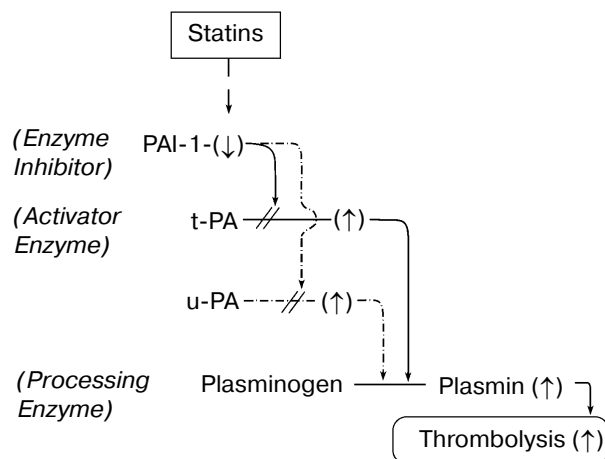 Statins
(Enzyme Inhibitor)
PAI-1-(↓)
(Activator Enzyme)
t-PA (↑)
u-PA (↑)
(Processing Enzyme)
Plasminogen Plasmin (↑)
Thrombolysis (↑)